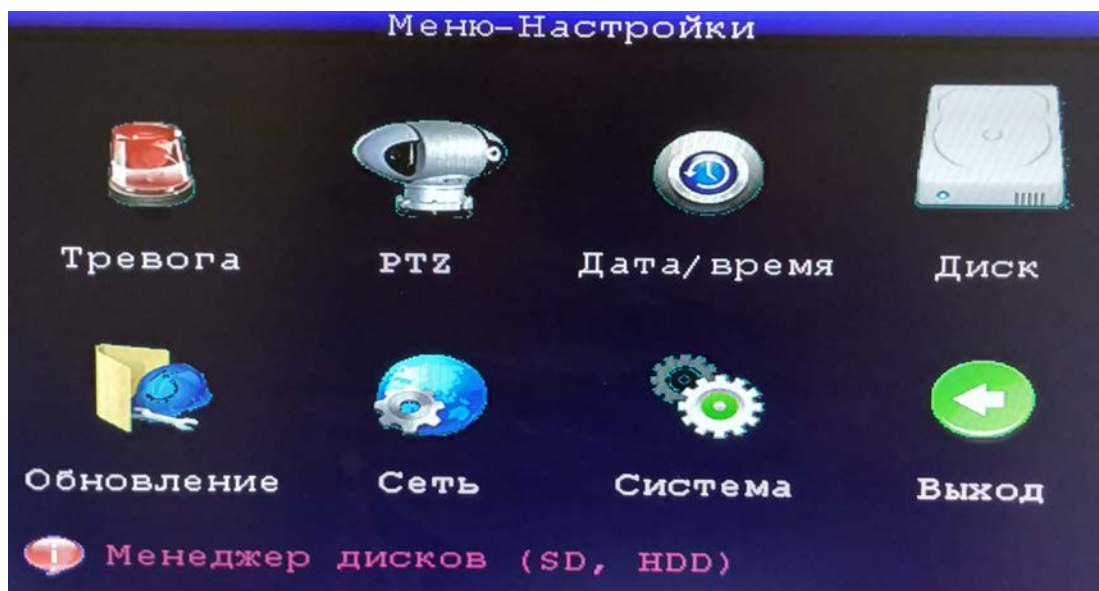 Меню-Настройки
Тревога PTZ Дата/время Диск
Обновление Сеть Система Выход
Менеджер дисков (SD, HDD)